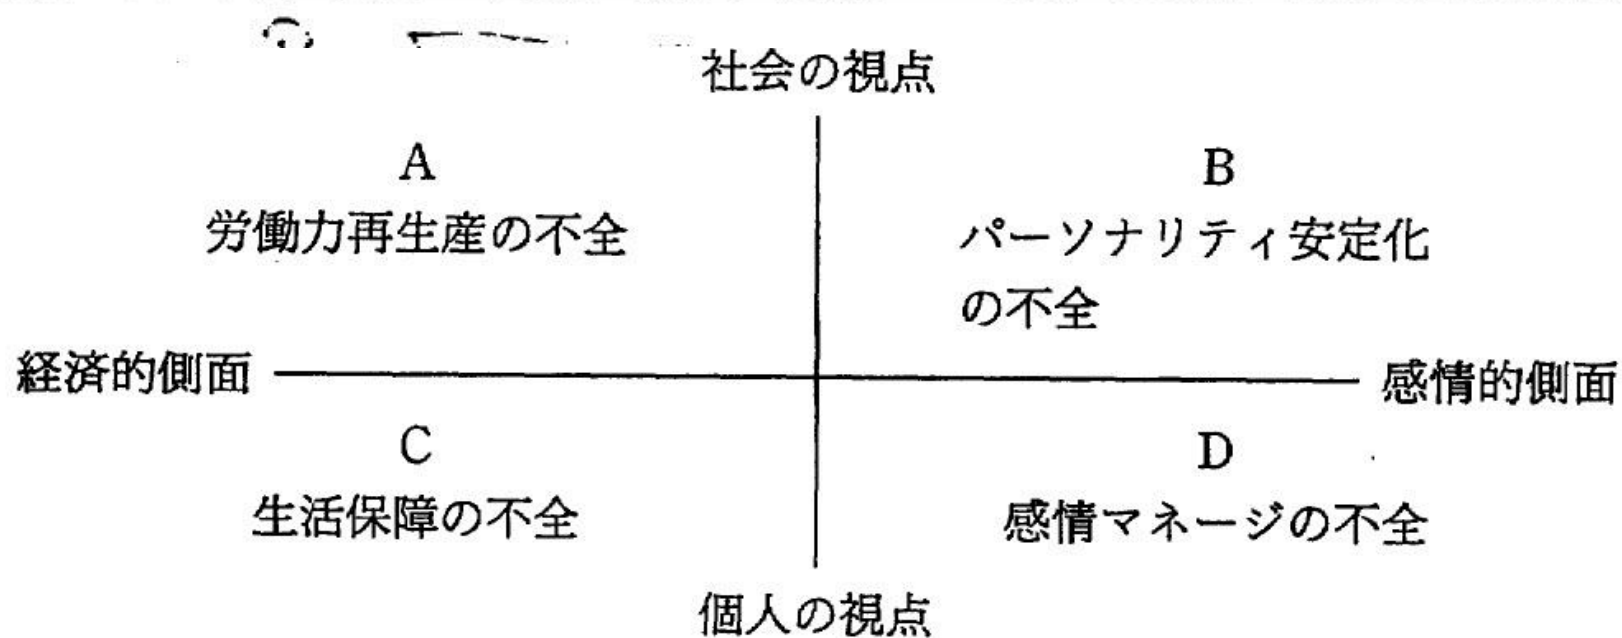 社会の視点
A
労働力再生産の不全
B
パーソナリティ安定化
の不全
経済的側面
感情的側面
C
生活保障の不全
D
感情マネージの不全
個人の視点